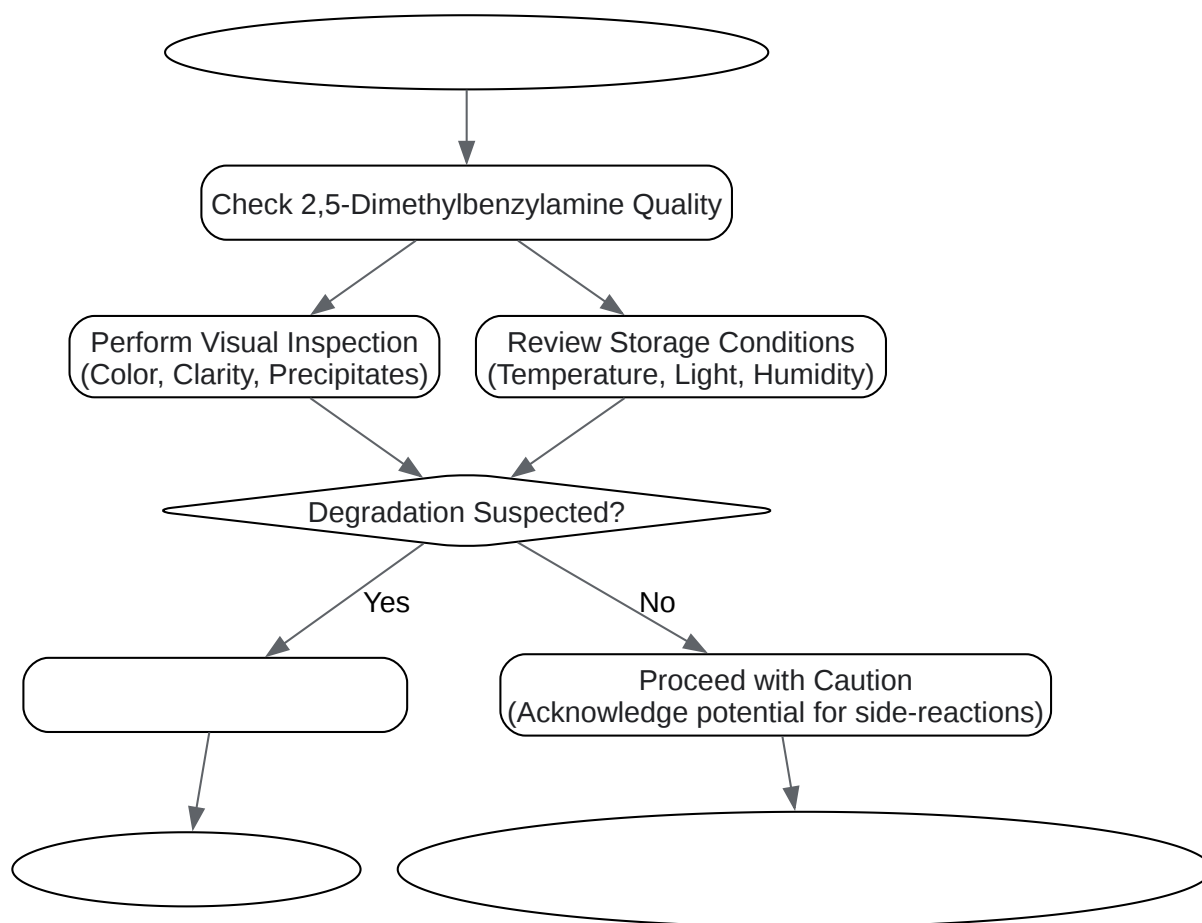 Check 2,5-Dimethylbenzylamine Quality
Perform Visual Inspection
(Color, Clarity, Precipitates)
Review Storage Conditions
(Temperature, Light, Humidity)
Degradation Suspected?
Yes
No
Proceed with Caution
(Acknowledge potential for side-reactions)